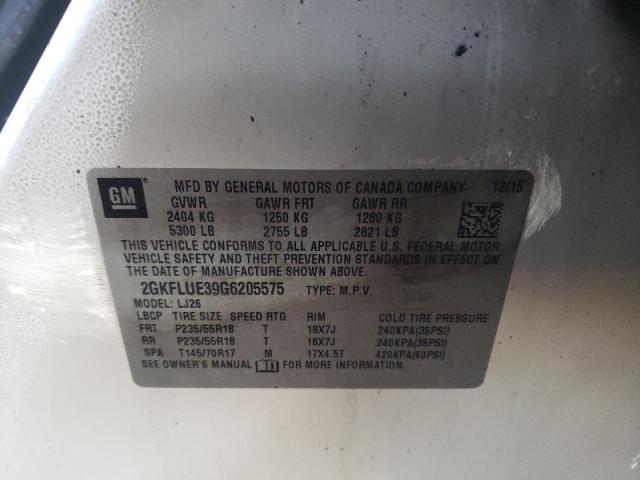 GM
MFD BY GENERAL MOTORS OF CANADA COMPANY 12/15
GVWR GAWR FRT GAWR RR
2404 KG 1250 KG 1280 KG
5300 LB 2755 LB 2821 LB
THIS VEHICLE CONFORMS TO ALL APPLICABLE U.S. FEDERAL MOTOR
VEHICLE SAFETY AND THEFT PREVENTION STANDARDS IN EFFECT ON THE
DATE OF MANUFACTURE SHOWN ABOVE.
2GKFLUE39G6205575 TYPE: M.P.V.
MODEL: LJ26
LBCP TIRE SIZE SPEED RTG RIM COLD TIRE PRESSURE
FRT P235/55R18 T 18X7J 240KPA(35PSI)
RR P235/55R18 T 18X7J 240KPA(35PSI)
SPA T145/70R17 M 17X4.5T 420KPA(60PSI)
SEE OWNER'S MANUAL FOR MORE INFORMATION.